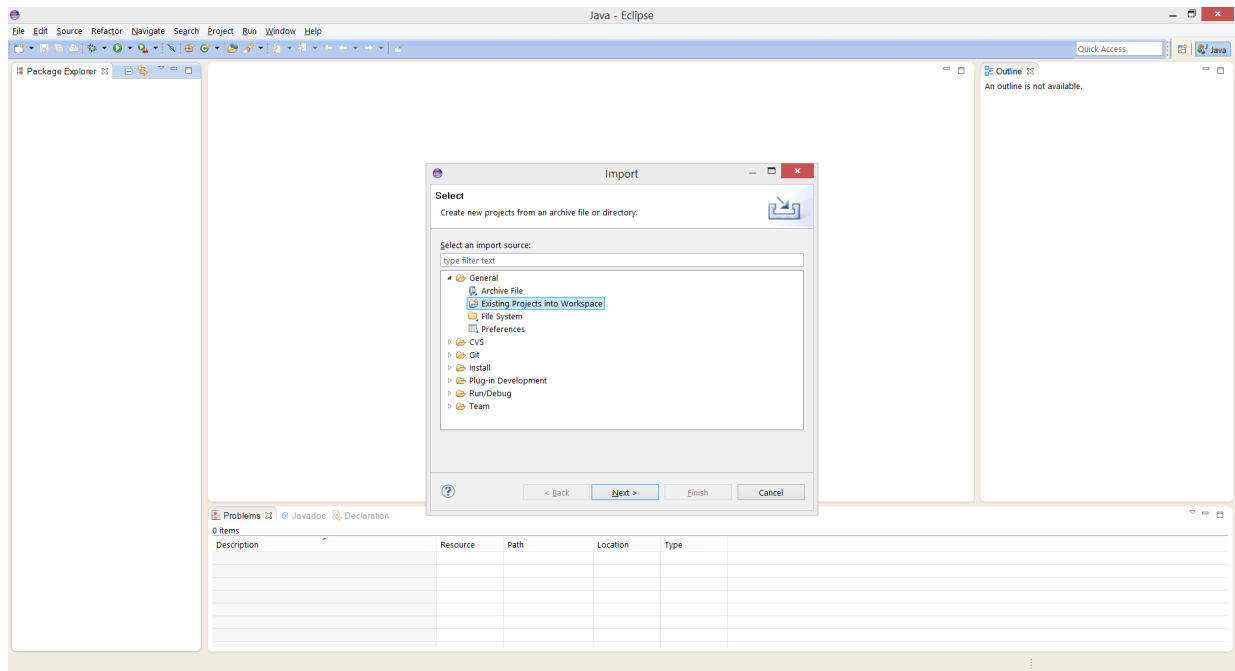 Java - Eclipse
File Edit Source Refactor Navigate Search Project Run Window Help
Quick Access Java
Package Explorer
Outline
An outline is not available.
Import
Select
Create new projects from an archive file or directory.
Select an import source:
type filter text
General
Archive File
Existing Projects into Workspace
File System
Preferences
CVS
Git
Install
Plug-in Development
Run/Debug
Team
< Back Next > Finish Cancel
Problems Javadoc Declaration
0 items
Description Resource Path Location Type